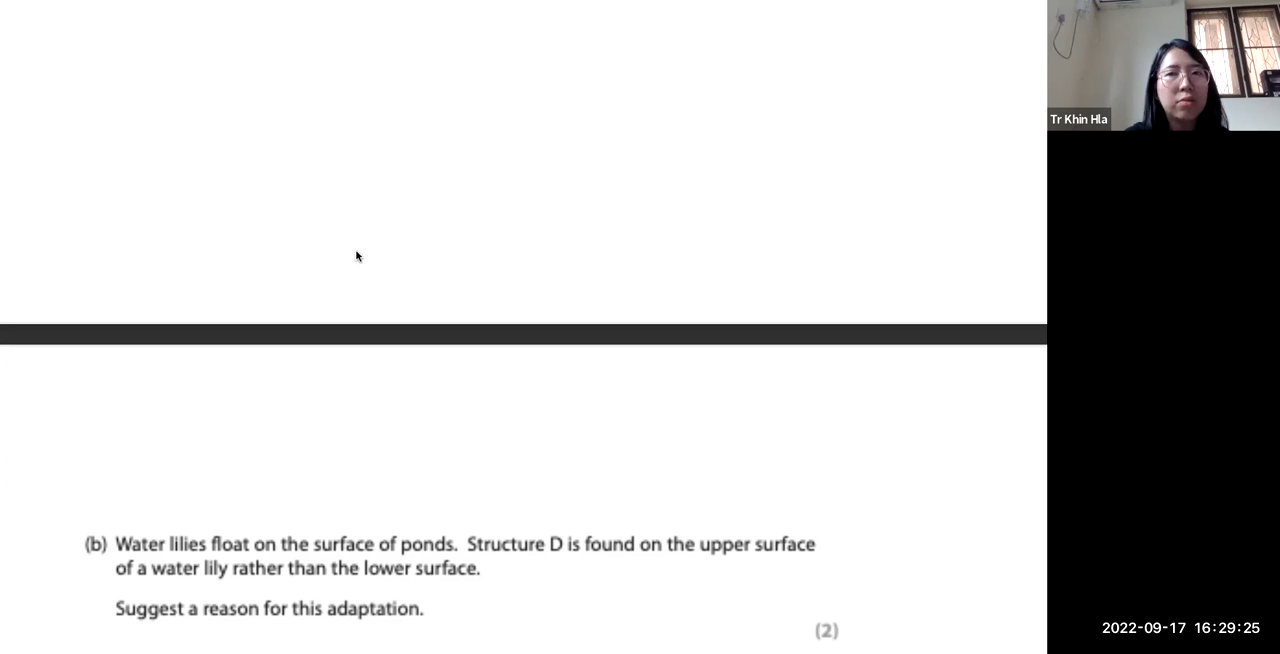 Tr Khin Hla
(b) Water lilies float on the surface of ponds. Structure D is found on the upper surface
of a water lily rather than the lower surface.
Suggest a reason for this adaptation.
(2)
2022-09-17 16:29:25